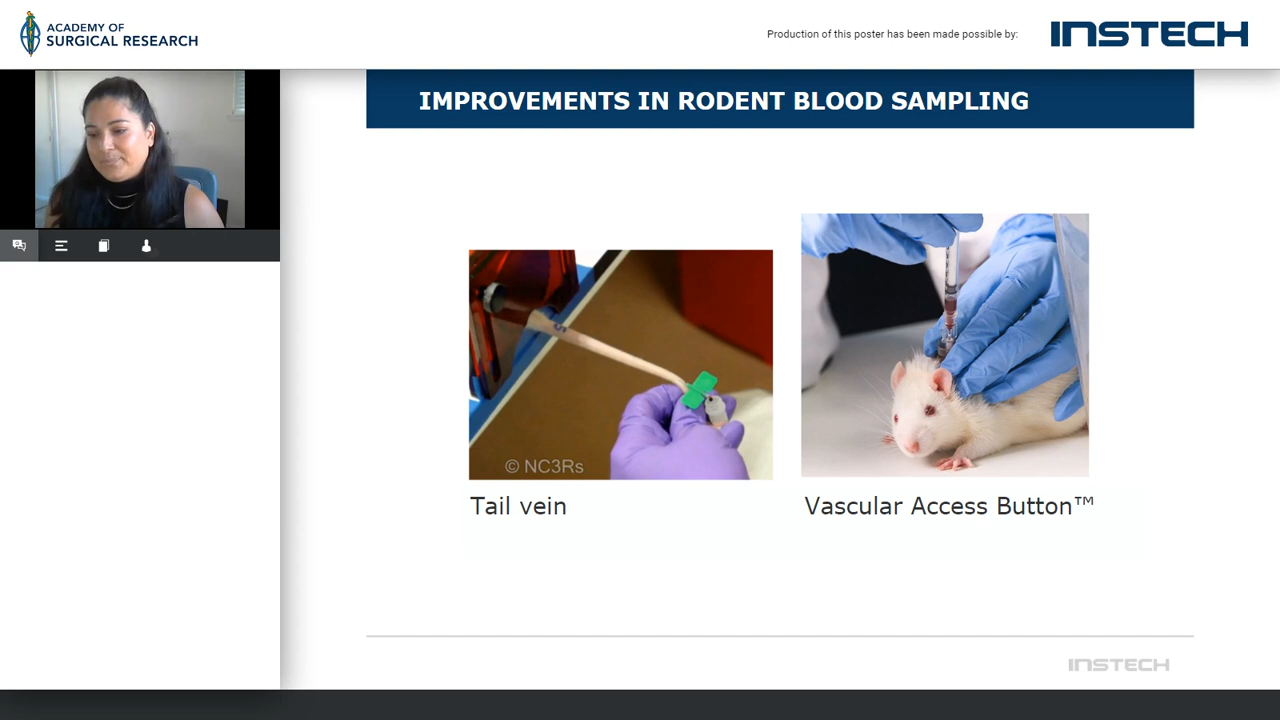 ACADEMY OF
SURGICAL RESEARCH
Production of this poster has been made possible by:
INSTECH
IMPROVEMENTS IN RODENT BLOOD SAMPLING
© NC3Rs
Tail vein
Vascular Access Button™
INSTECH